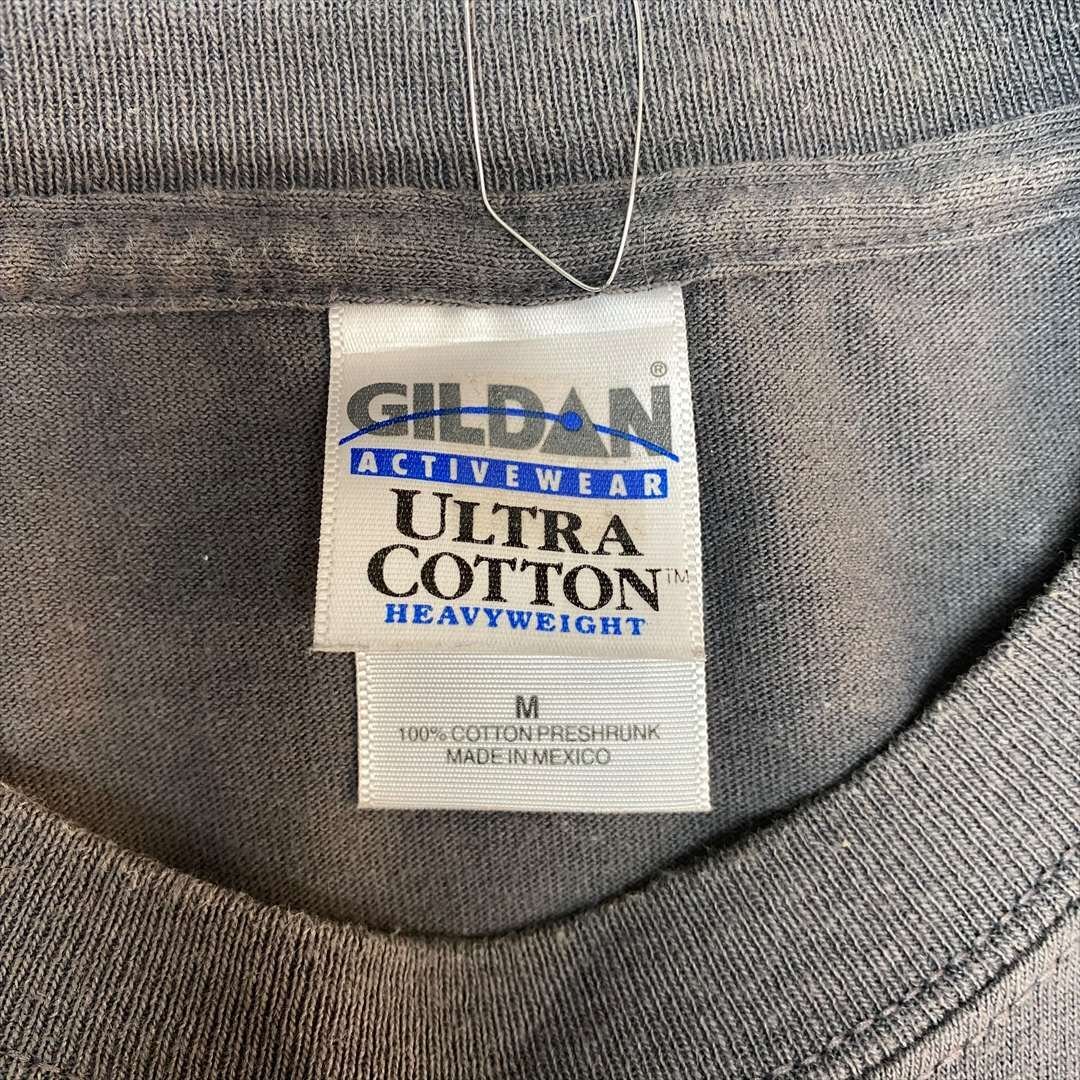 GILDAN®
ACTIVEWEAR
ULTRA
COTTON™
HEAVYWEIGHT
M
100% COTTON PRESHRUNK
MADE IN MEXICO